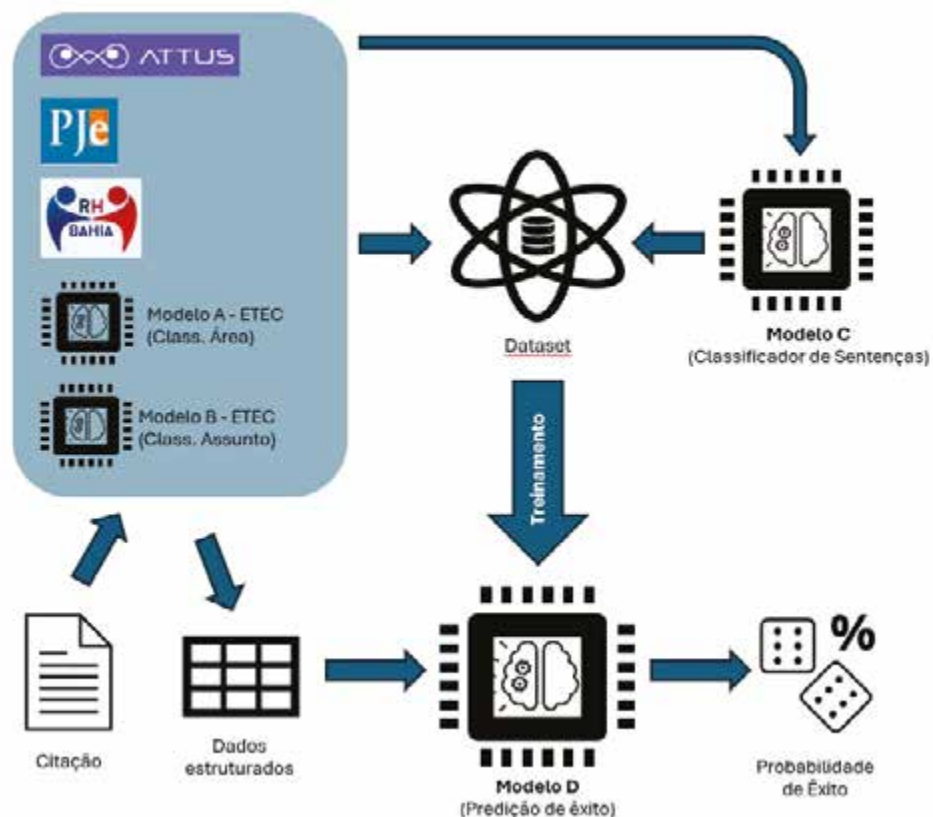 ATTUS
PJe
RH
BAHIA
Modelo A - ETEC
(Class. Área)
Modelo B - ETEC
(Class. Assunto)
Dataset
Modelo C
(Classificador de Sentenças)
Treinamento
Citação
Dados
estruturados
Modelo D
(Predição de êxito)
%
Probabilidade
de Êxito